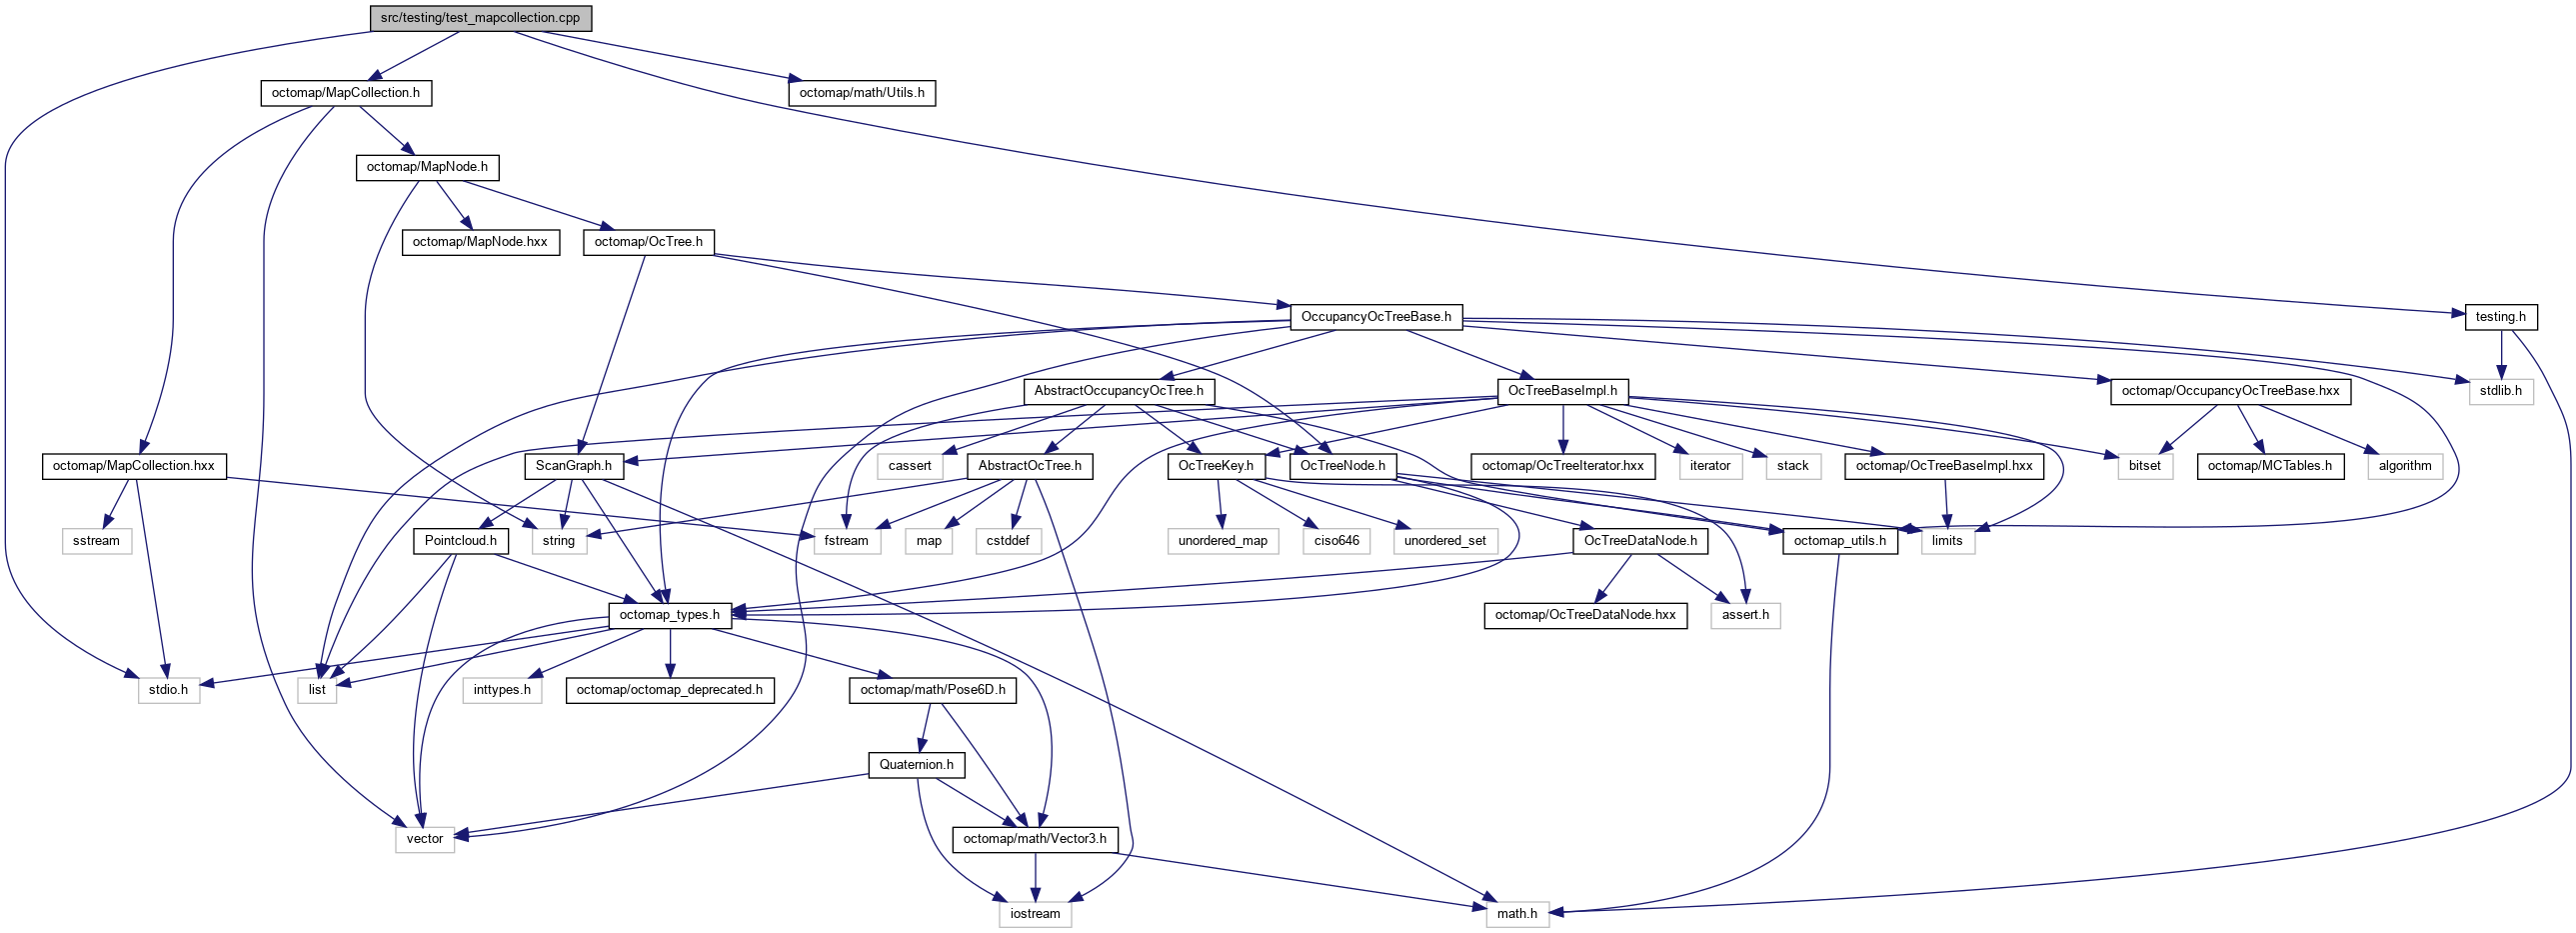 src/testing/test_mapcollection.cpp
octomap/MapCollection.h
octomap/math/Utils.h
octomap/MapNode.h
octomap/MapNode.hxx
octomap/OcTree.h
OccupancyOcTreeBase.h
testing.h
AbstractOccupancyOcTree.h
OcTreeBaseImpl.h
octomap/OccupancyOcTreeBase.hxx
stdlib.h
octomap/MapCollection.hxx
ScanGraph.h
cassert
AbstractOcTree.h
OcTreeKey.h
OcTreeNode.h
octomap/OcTreeIterator.hxx
iterator
stack
octomap/OcTreeBaseImpl.hxx
bitset
octomap/MCTables.h
algorithm
sstream
Pointcloud.h
string
fstream
map
cstddef
unordered_map
ciso646
unordered_set
OcTreeDataNode.h
octomap_utils.h
limits
octomap_types.h
octomap/OcTreeDataNode.hxx
assert.h
stdio.h
list
inttypes.h
octomap/octomap_deprecated.h
octomap/math/Pose6D.h
Quaternion.h
vector
octomap/math/Vector3.h
iostream
math.h